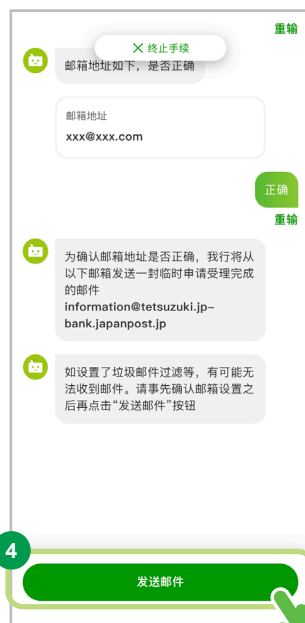 重输
× 终止手续
邮箱地址如下，是否正确
邮箱地址
xxx@xxx.com
正确
重输
为确认邮箱地址是否正确，我行将从
以下邮箱发送一封临时申请受理完成
的邮件
information@tetsuzuki.jp-
bank.japanpost.jp
如设置了垃圾邮件过滤等，有可能无
法收到邮件。请事先确认邮箱设置之
后再点击“发送邮件”按钮
4
发送邮件